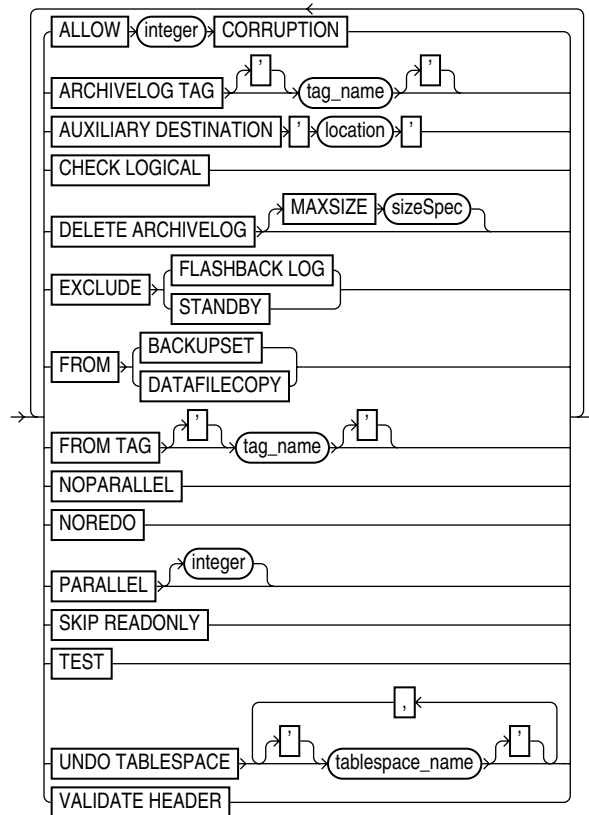 ALLOW integer CORRUPTION
ARCHIVELOG TAG ' tag_name '
AUXILIARY DESTINATION ' location '
CHECK LOGICAL
DELETE ARCHIVELOG MAXSIZE sizeSpec
EXCLUDE FLASHBACK LOG
STANDBY
FROM BACKUPSET
DATAFILECOPY
FROM TAG ' tag_name '
NOPARALLEL
NOREDO
PARALLEL integer
SKIP READONLY
TEST
,
UNDO TABLESPACE ' tablespace_name '
VALIDATE HEADER